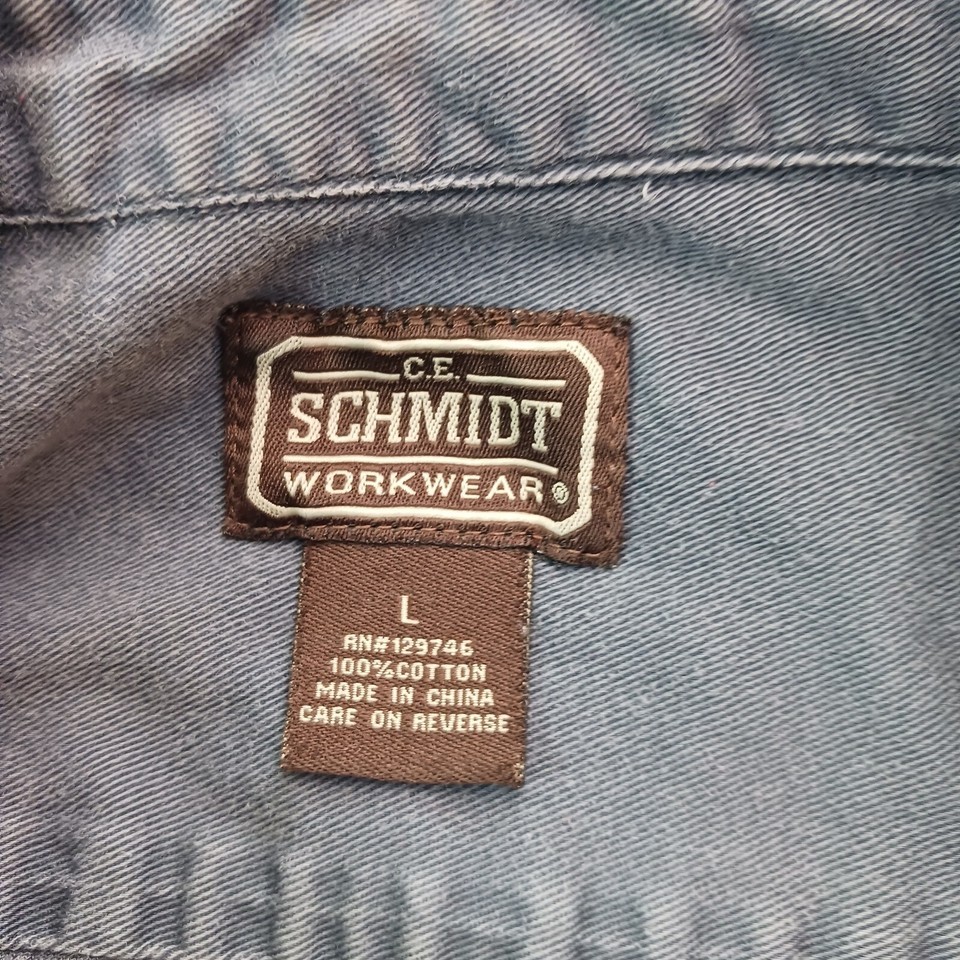 C.E.
SCHMIDT
WORKWEAR®
L
RN#129746
100%COTTON
MADE IN CHINA
CARE ON REVERSE